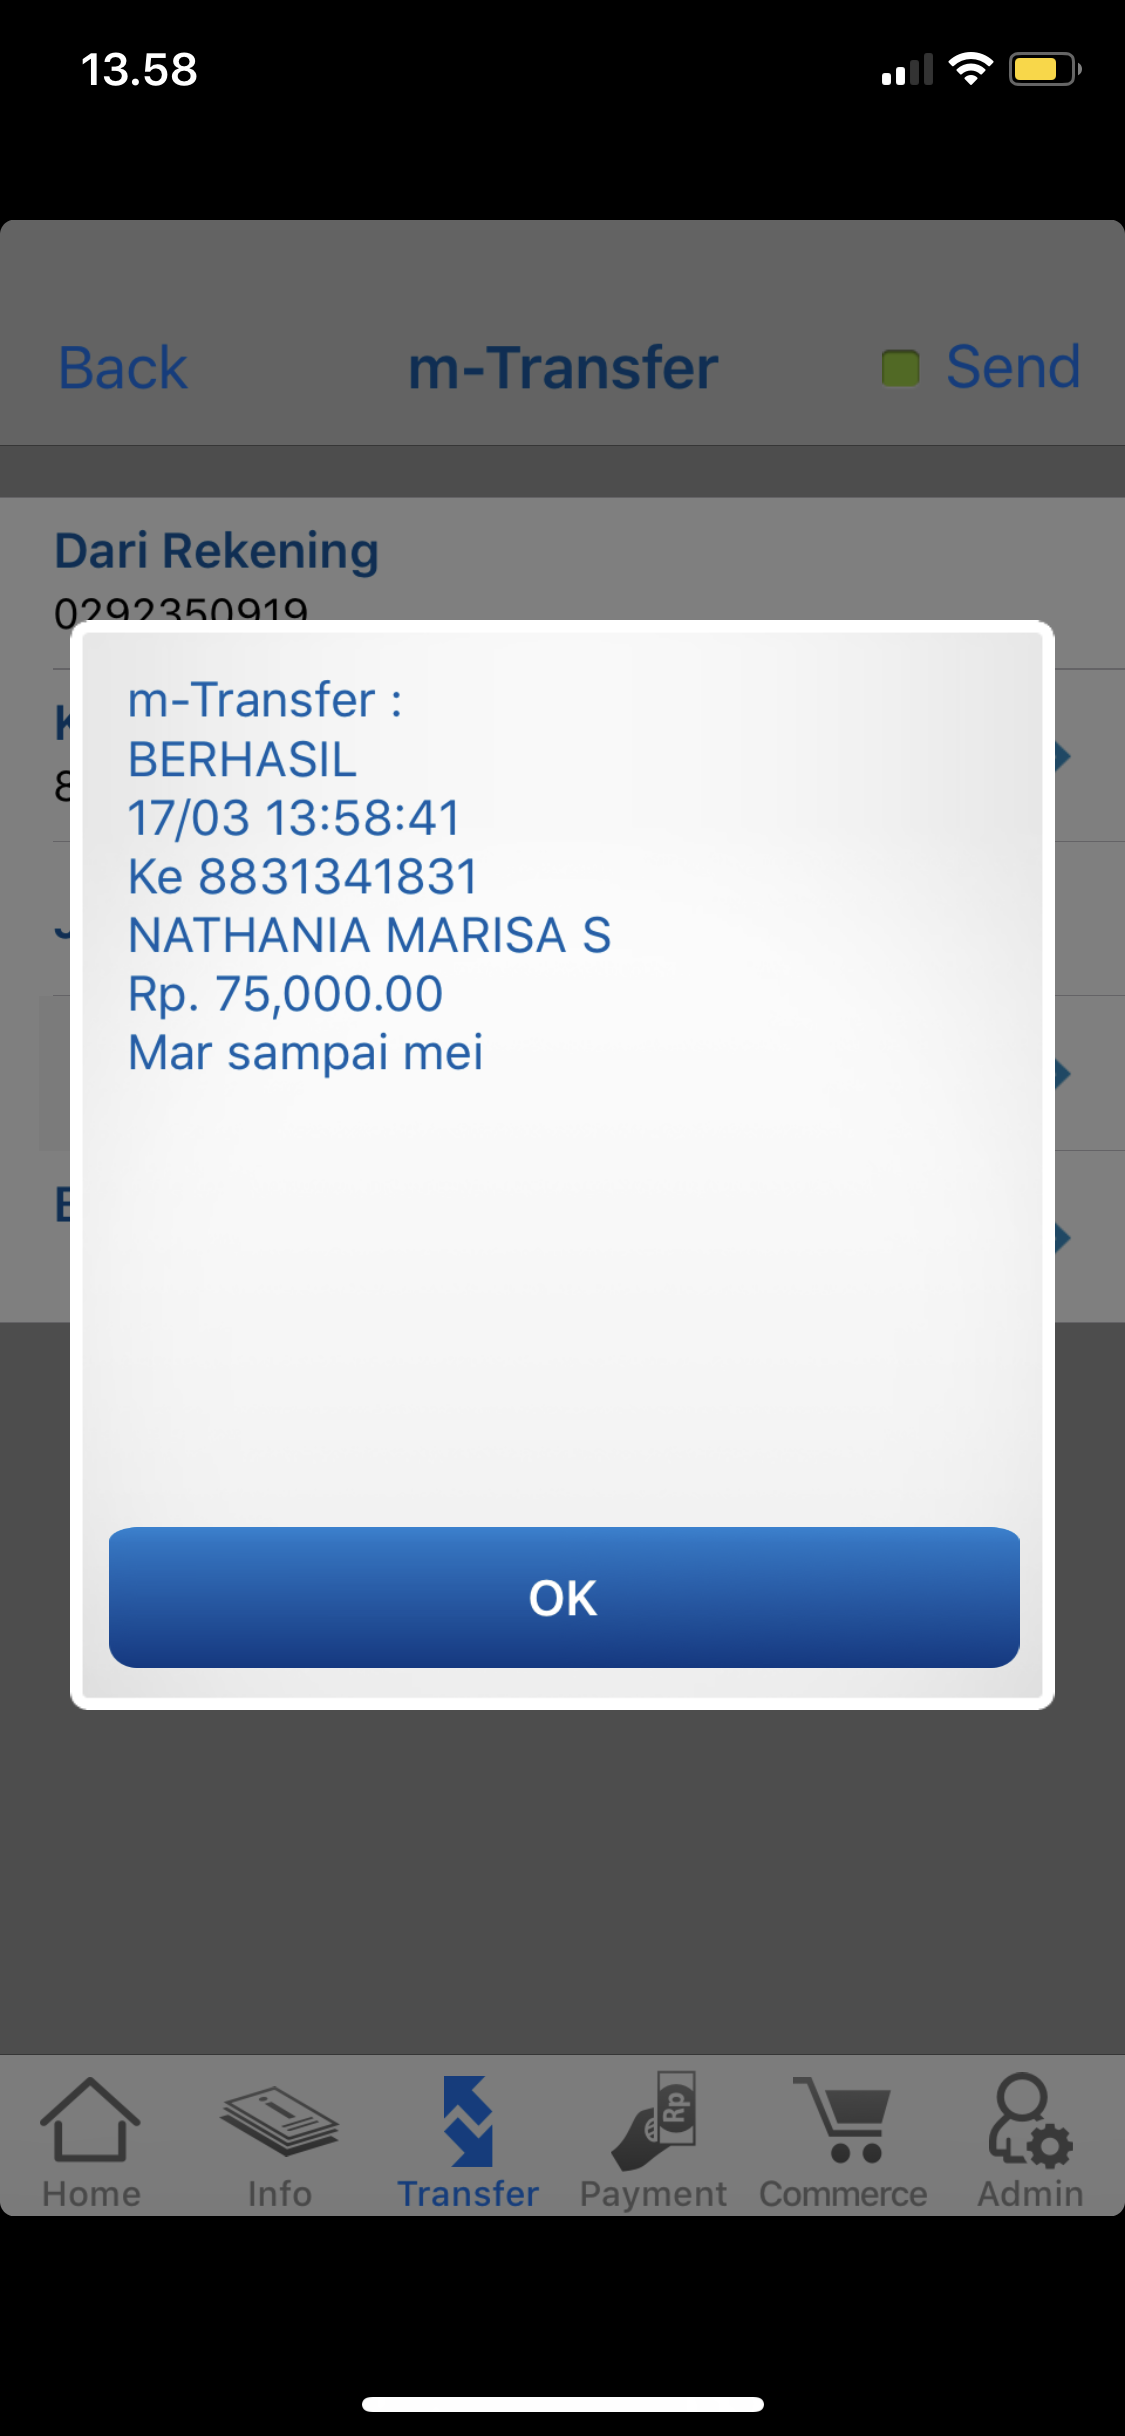 13.58
Back
m-Transfer
Send
Dari Rekening
0292350919
m-Transfer :
BERHASIL
17/03 13:58:41
Ke 8831341831
NATHANIA MARISA S
Rp. 75,000.00
Mar sampai mei
OK
Rp
Home
Info
Transfer
Payment
Commerce
Admin